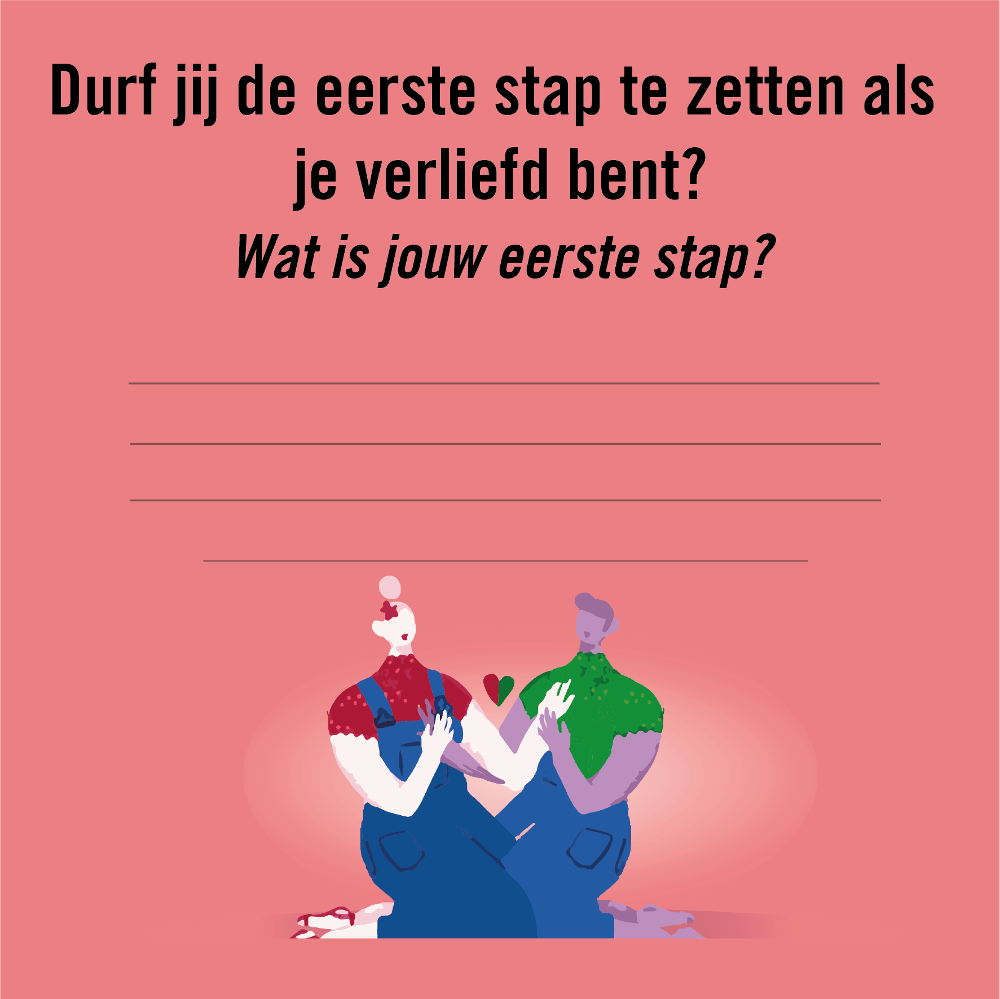 Durf jij de eerste stap te zetten als
je verliefd bent?
Wat is jouw eerste stap?